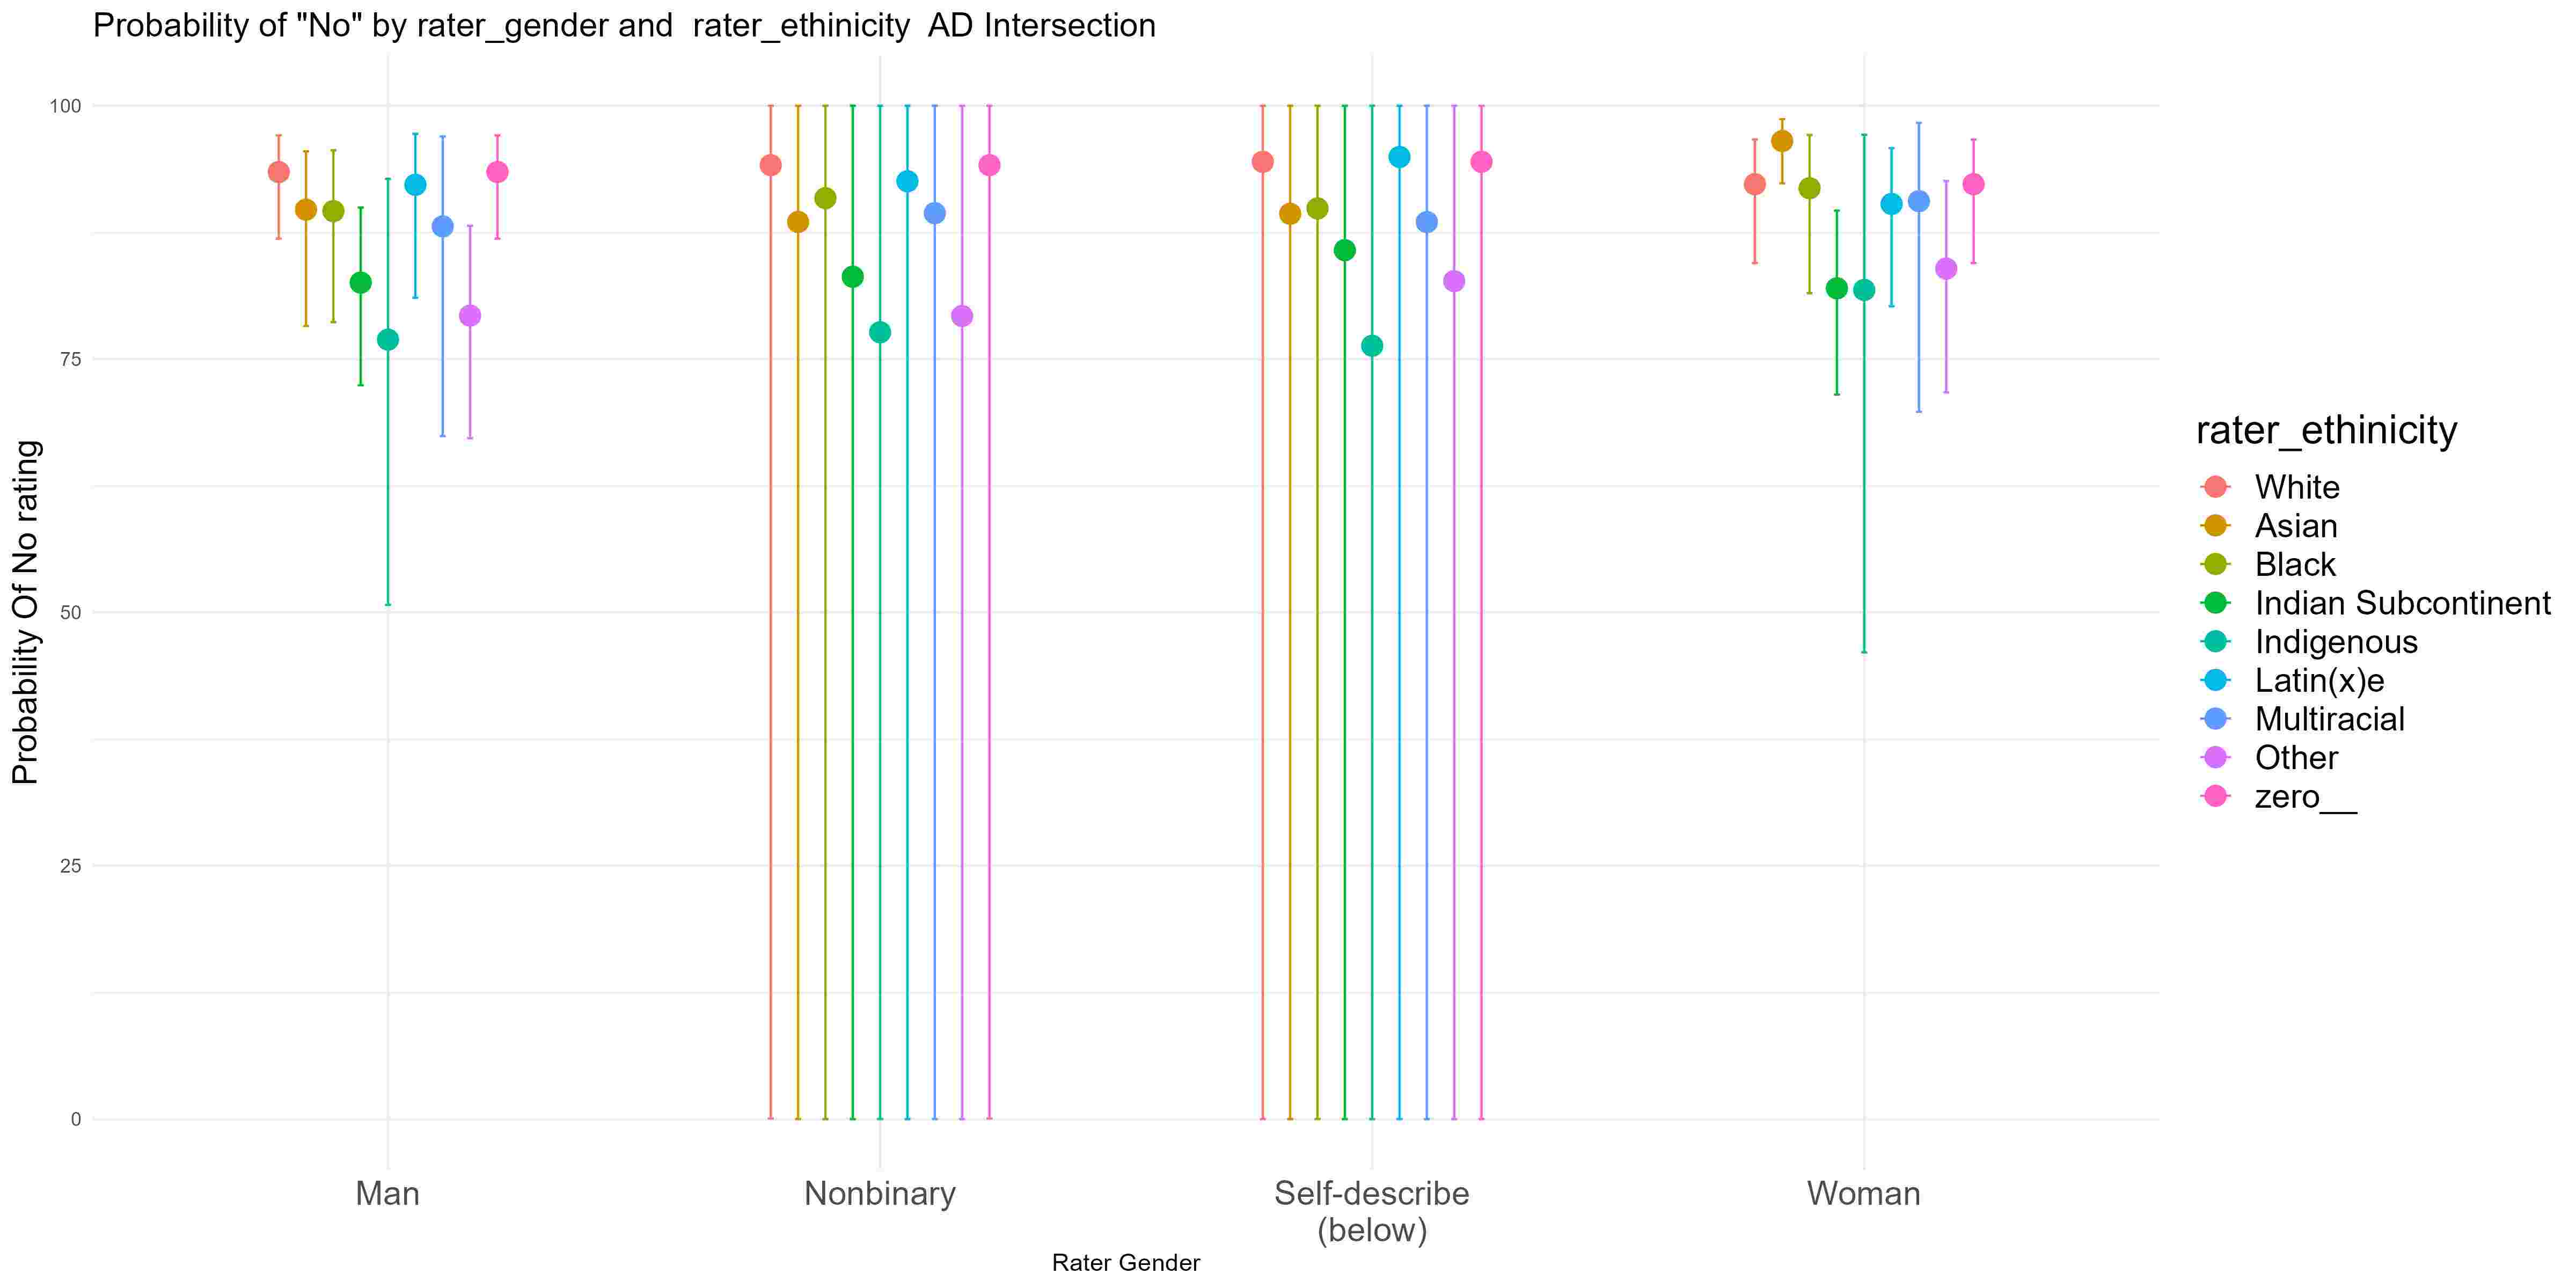 Probability of "No" by rater_gender and  rater_ethinicity  AD Intersection
Probability Of No rating
100
75
50
25
0
Man
Nonbinary
Self-describe
(below)
Woman
Rater Gender
rater_ethinicity
White
Asian
Black
Indian Subcontinent
Indigenous
Latin(x)e
Multiracial
Other
zero__